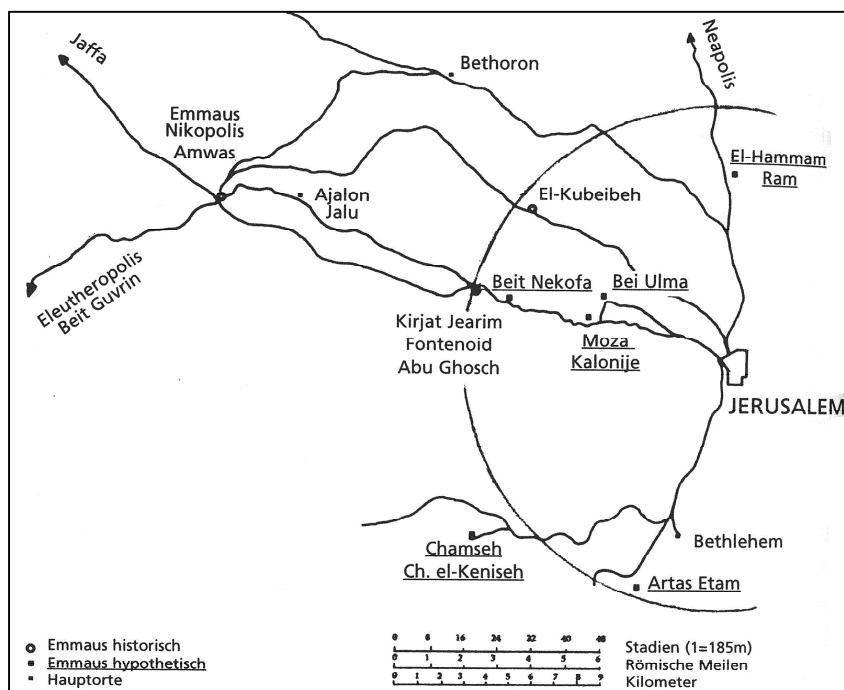 Jaffa
Neapolis
Bethoron
Emmaus
Nikopolis
Amwas
El-Hammam
Ram
Ajalon
Jalu
El-Kubeibeh
Eleutheropolis
Beit Guvrin
Beit Nekofa
Bei Ulma
Kirjat Jearim
Fontenoid
Abu Ghosch
Moza
Kalonije
JERUSALEM
Chamseh
Ch. el-Keniseh
Bethlehem
Artas Etam
Emmaus historisch
Emmaus hypothetisch
Hauptorte
0 8 16 24 32 40 48
Stadien (1=185m)
0 1 2 3 4 5 6
Römische Meilen
0 1 2 3 4 5 6 7 8 9
Kilometer